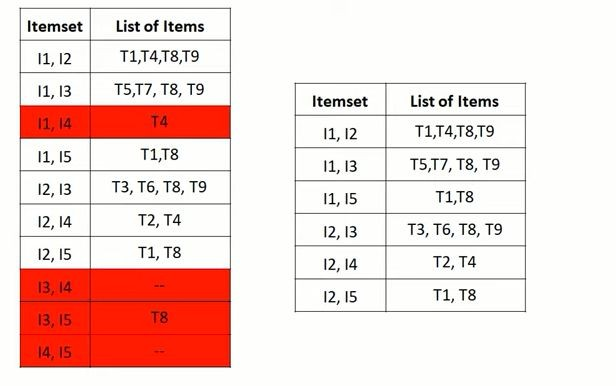 Itemset List of Items
I1, I2 T1,T4,T8,T9
I1, I3 T5,T7, T8, T9
I1, I4 T4
I1, I5 T1,T8
I2, I3 T3, T6, T8, T9
I2, I4 T2, T4
I2, I5 T1, T8
I3, I4 --
I3, I5 T8
I4, I5 --
Itemset List of Items
I1, I2 T1,T4,T8,T9
I1, I3 T5,T7, T8, T9
I1, I5 T1,T8
I2, I3 T3, T6, T8, T9
I2, I4 T2, T4
I2, I5 T1, T8